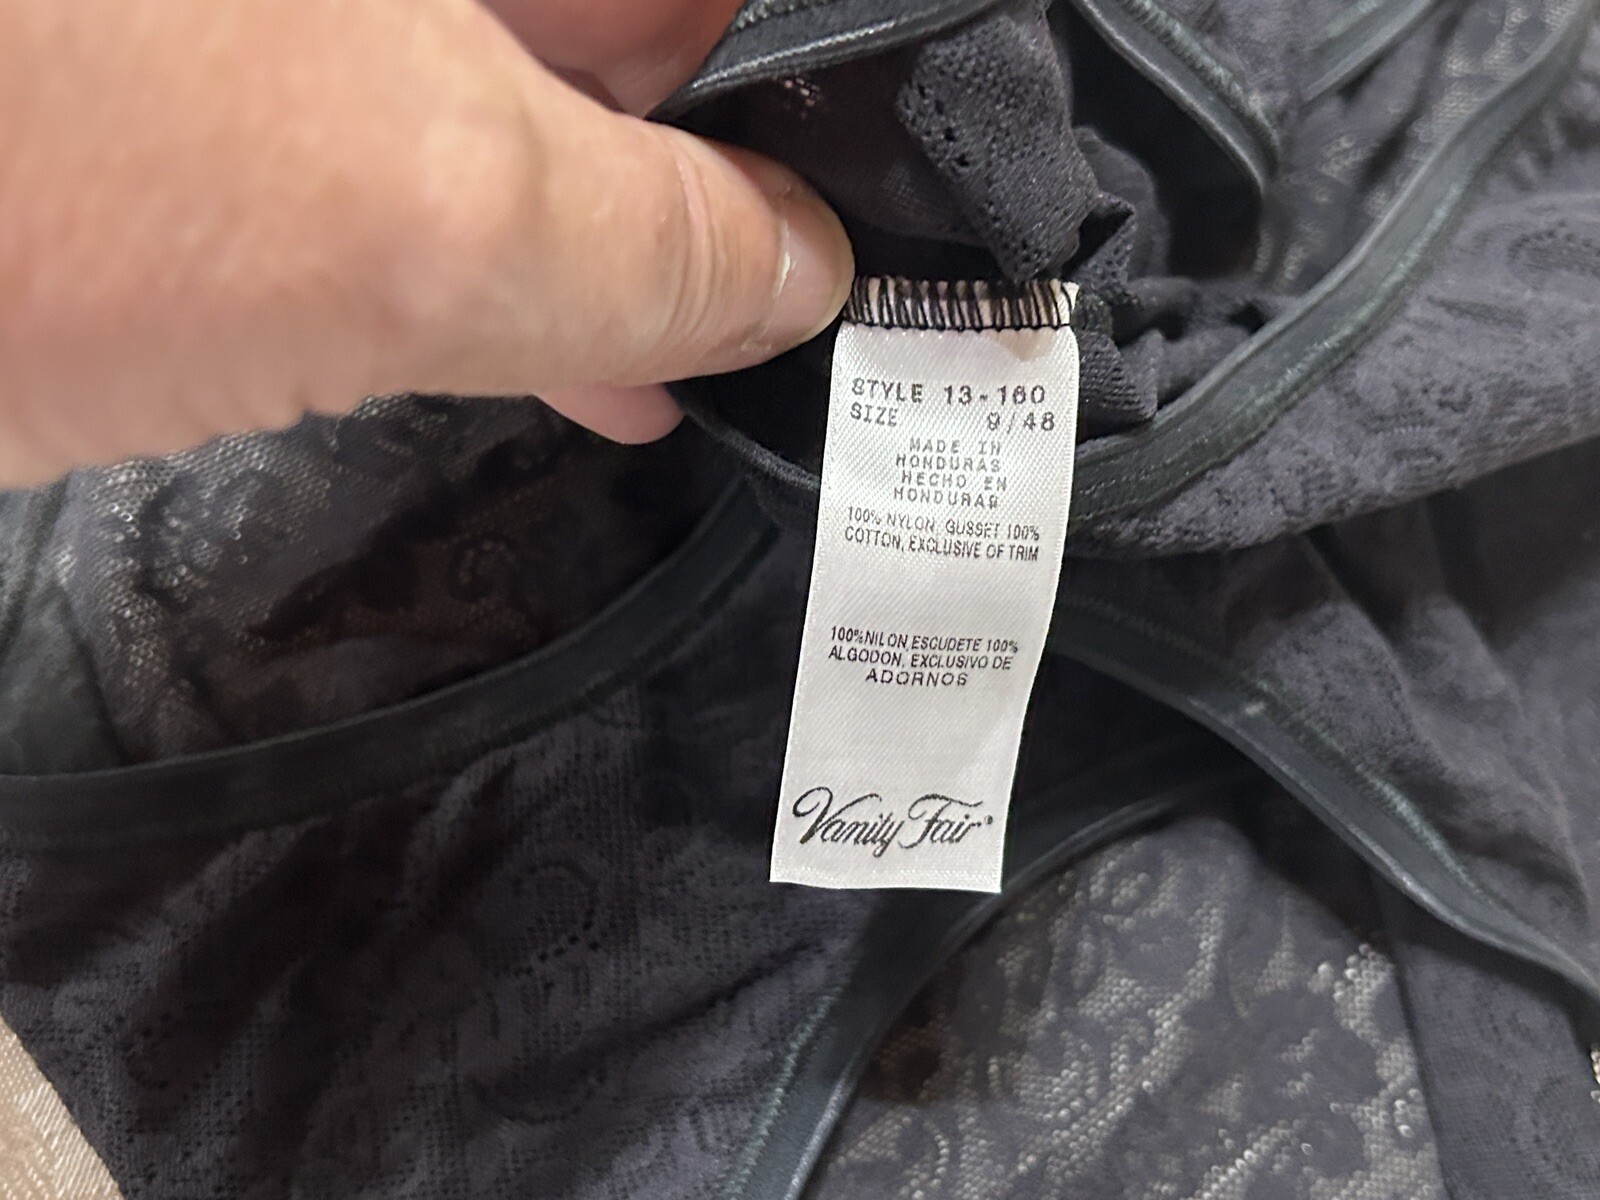 STYLE 13-160
SIZE 9/48
MADE IN
HONDURAS
HECHO EN
HONDURAS
100% NYLON, GUSSET 100%
COTTON, EXCLUSIVE OF TRIM
100%NILON, ESCUDETE 100%
ALGODON, EXCLUSIVO DE
ADORNOS
Vanity Fair®